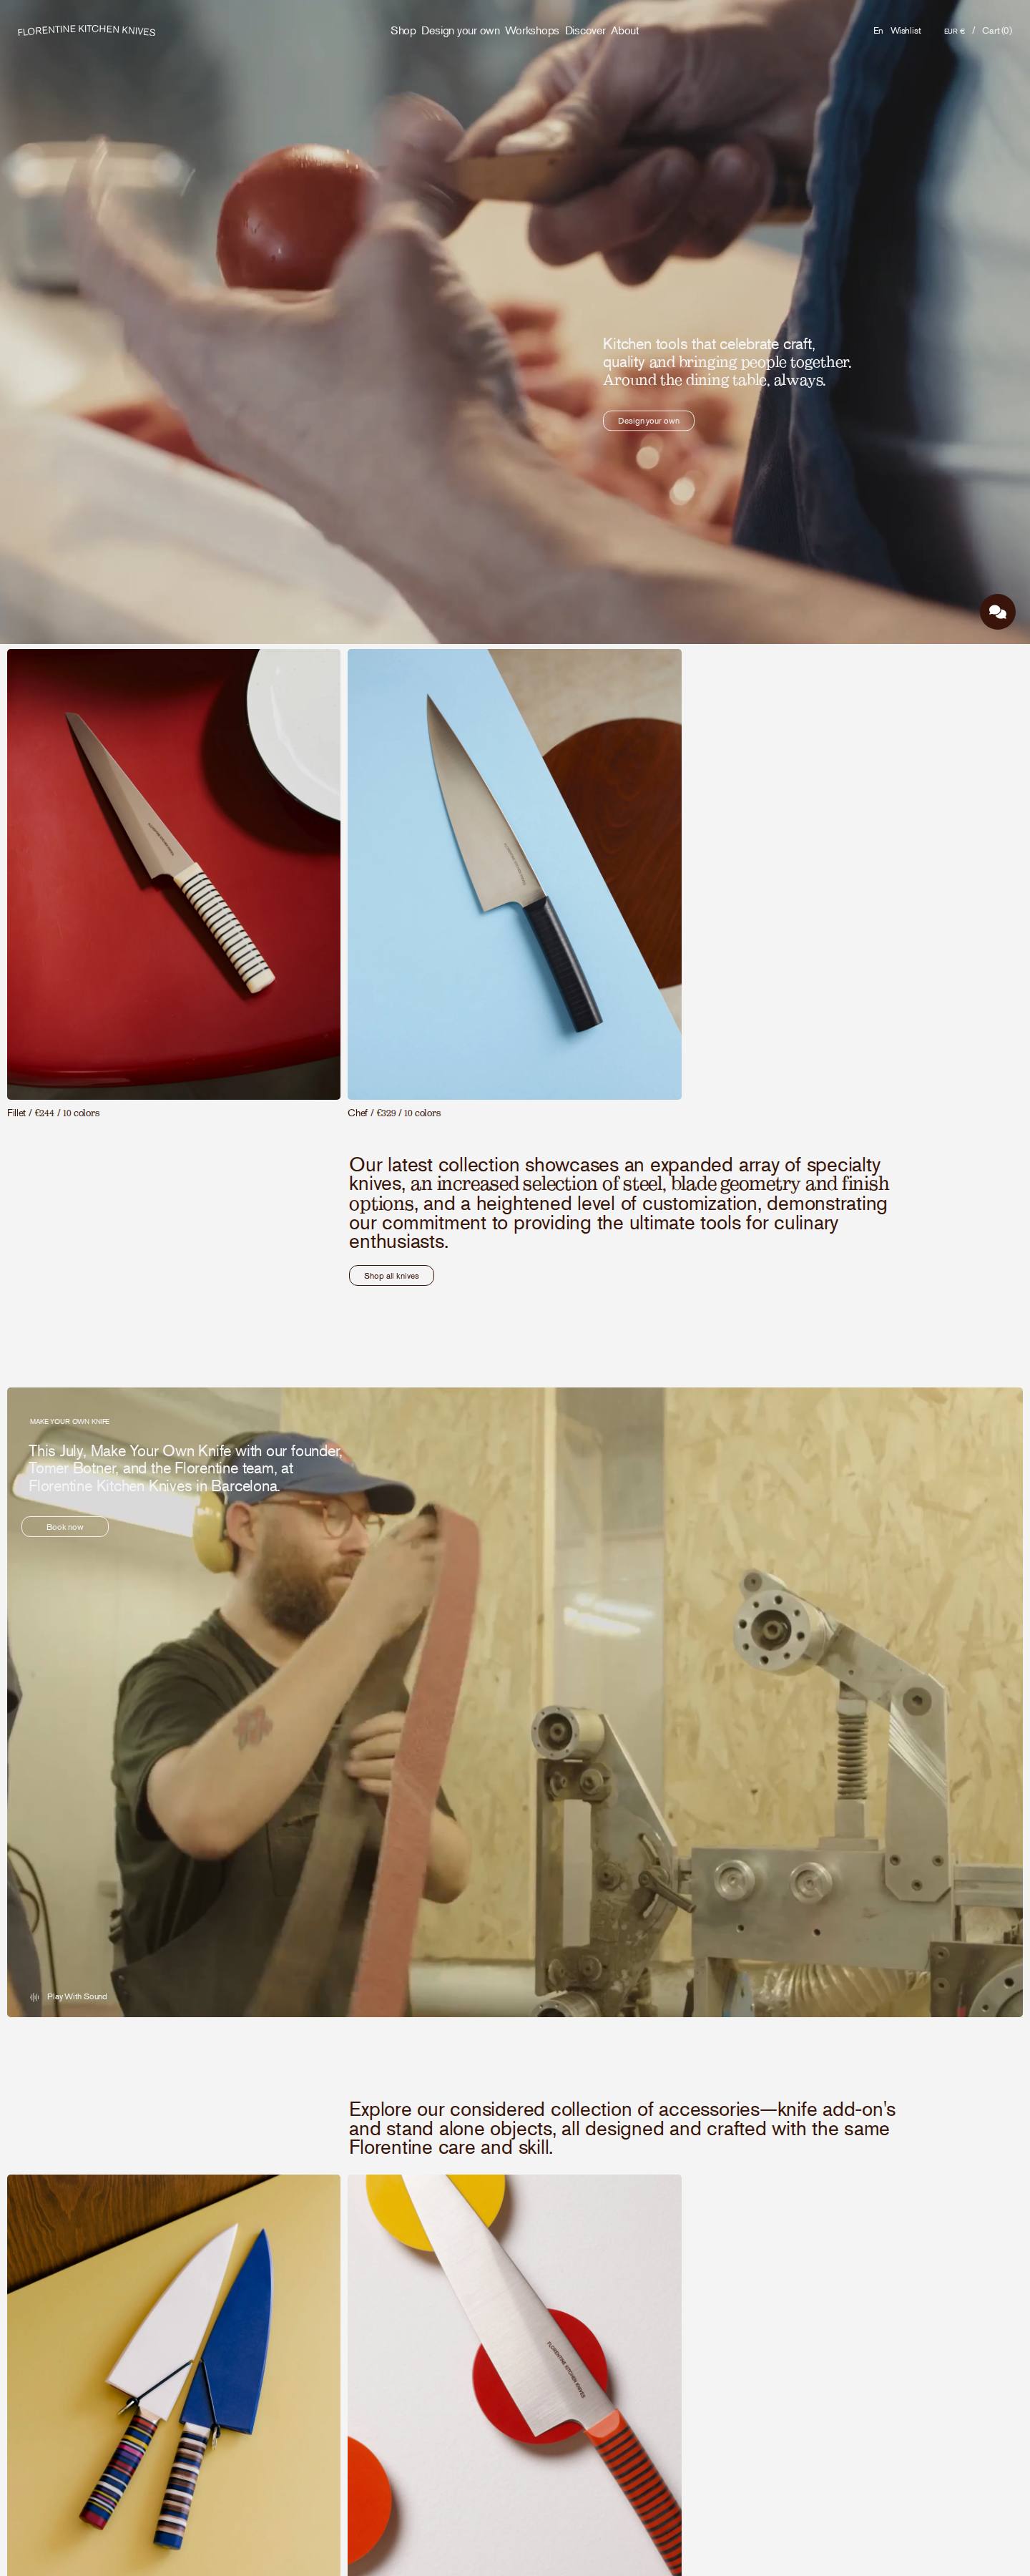 FLORENTINE KITCHEN KNIVES
Shop Design your own Workshops Discover About
En Wishlist EUR € / Cart (0)
Kitchen tools that celebrate craft,
quality and bringing people together.
Around the dining table, always.
Design your own
Fillet / €244 / 10 colors
Chef / €329 / 10 colors
Our latest collection showcases an expanded array of specialty
knives, an increased selection of steel, blade geometry and finish
options, and a heightened level of customization, demonstrating
our commitment to providing the ultimate tools for culinary
enthusiasts.
Shop all knives
MAKE YOUR OWN KNIFE
This July, Make Your Own Knife with our founder,
Tomer Botner, and the Florentine team, at
Florentine Kitchen Knives in Barcelona.
Book now
Play With Sound
Explore our considered collection of accessories—knife add-on's
and stand alone objects, all designed and crafted with the same
Florentine care and skill.
FLORENTINE KITCHEN KNIVES